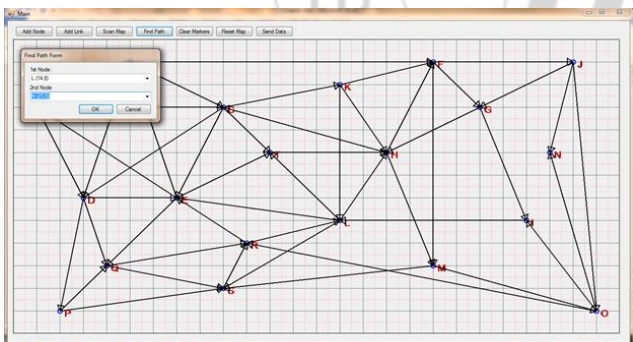 Main
Add Node Add Link Scan Map Find Path Clear Markers Reset Map Send Data
Find Path Form
1st Node
L (14.8)
2nd Node
OK Cancel
F
J
K
G
H
N
D
E
L
R
M
P
O